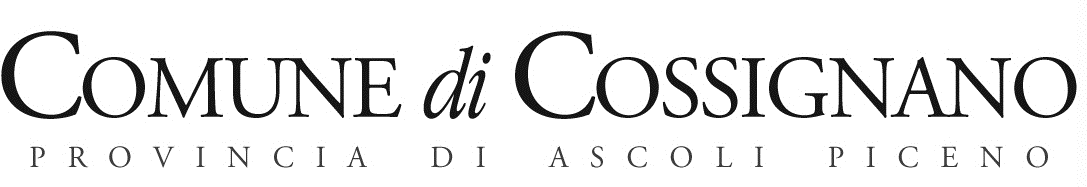 COMUNE di COSSIGNANO
PROVINCIA DI ASCOLI PICENO